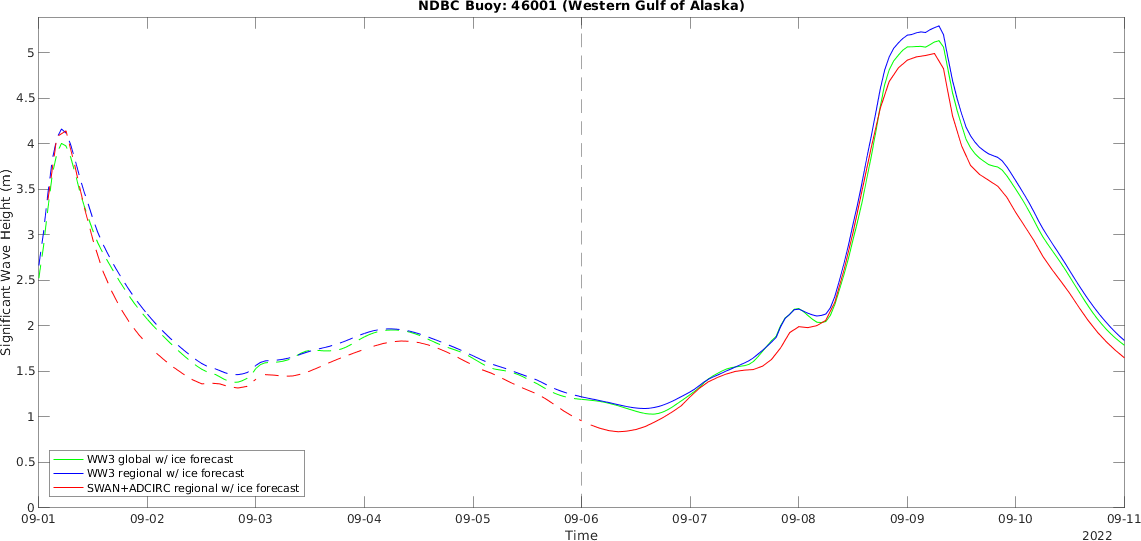 NDBC Buoy: 46001 (Western Gulf of Alaska)
5
4.5
4
3.5
3
2.5
2
1.5
1
0.5
0
Significant Wave Height (m)
WW3 global w/ ice forecast
WW3 regional w/ ice forecast
SWAN+ADCIRC regional w/ ice forecast
09-01 09-02 09-03 09-04 09-05 09-06 09-07 09-08 09-09 09-10 09-11
Time
2022